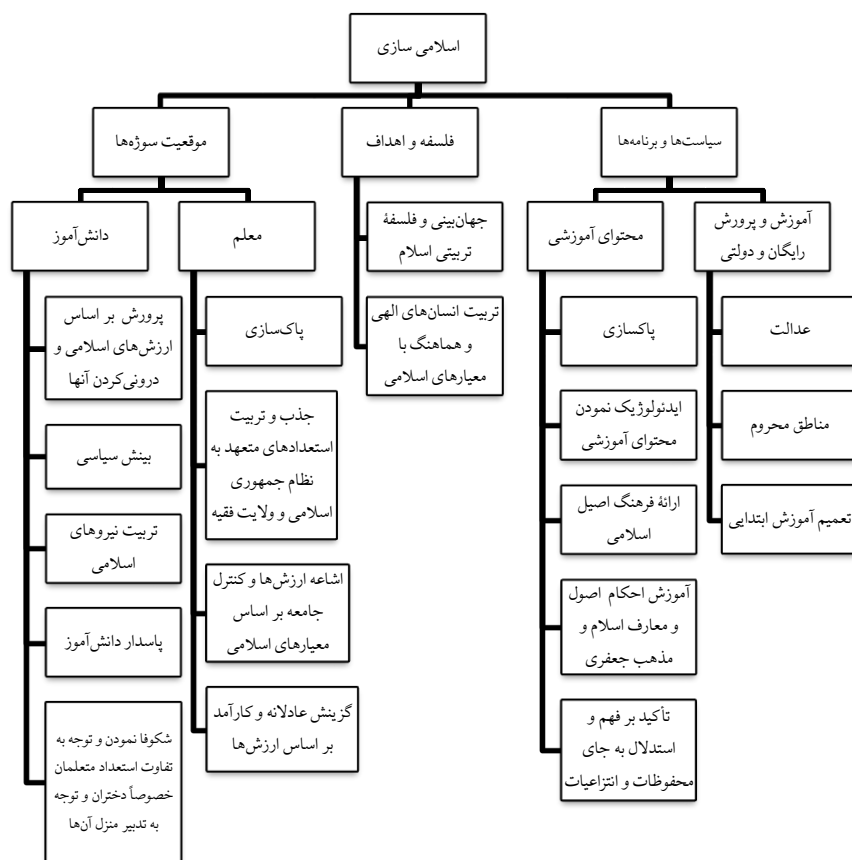 اسلامی سازی
سیاست‌ها و برنامه‌ها
فلسفه و اهداف
موقعیت سوژه‌ها
آموزش و پرورش
رایگان و دولتی
عدالت
مناطق محروم
تعمیم آموزش ابتدایی
محتوای آموزشی
پاکسازی
ایدئولوژیک نمودن
محتوای آموزشی
ارائهٔ فرهنگ اصیل
اسلامی
آموزش احکام اصول
و معارف اسلام و
مذهب جعفری
تأکید بر فهم و
استدلال به جای
محفوظات و انتزاعیات
جهان‌بینی و فلسفهٔ
تربیتی اسلام
تربیت انسان‌های الهی
و هماهنگ با
معیارهای اسلامی
معلم
پاک‌سازی
جذب و تربیت
استعدادهای متعهد به
نظام جمهوری
اسلامی و ولایت فقیه
اشاعه ارزش‌ها و کنترل
جامعه بر اساس
معیارهای اسلامی
گزینش عادلانه و کارآمد
بر اساس ارزش‌ها
دانش‌آموز
پرورش بر اساس
ارزش‌های اسلامی و
درونی‌کردن آنها
بینش سیاسی
تربیت نیروهای
اسلامی
پاسدار دانش‌آموز
شکوفا نمودن و توجه به
تفاوت استعداد متعلمان
خصوصاً دختران و توجه
به تدبیر منزل آن‌ها